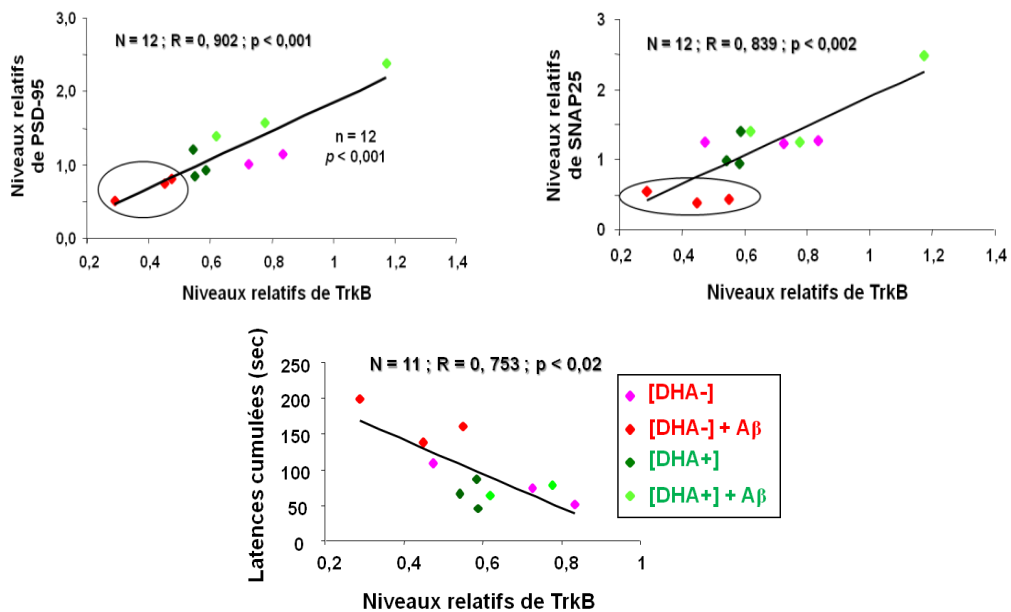 N = 12 ; R = 0, 902 ; p < 0,001
Niveaux relatifs
de PSD-95
3,0
2,0
1,0
0,0
n = 12
p < 0,001
0,2 0,4 0,6 0,8 1 1,2 1,4
Niveaux relatifs de TrkB
N = 12 ; R = 0, 839 ; p < 0,002
Niveaux relatifs
de SNAP25
3
2
1
0
0,2 0,4 0,6 0,8 1 1,2 1,4
Niveaux relatifs de TrkB
N = 11 ; R = 0, 753 ; p < 0,02
Latences cumulées (sec)
250
200
150
100
50
0
0,2 0,4 0,6 0,8 1
Niveaux relatifs de TrkB
[DHA-]
[DHA-] + Aβ
[DHA+]
[DHA+] + Aβ